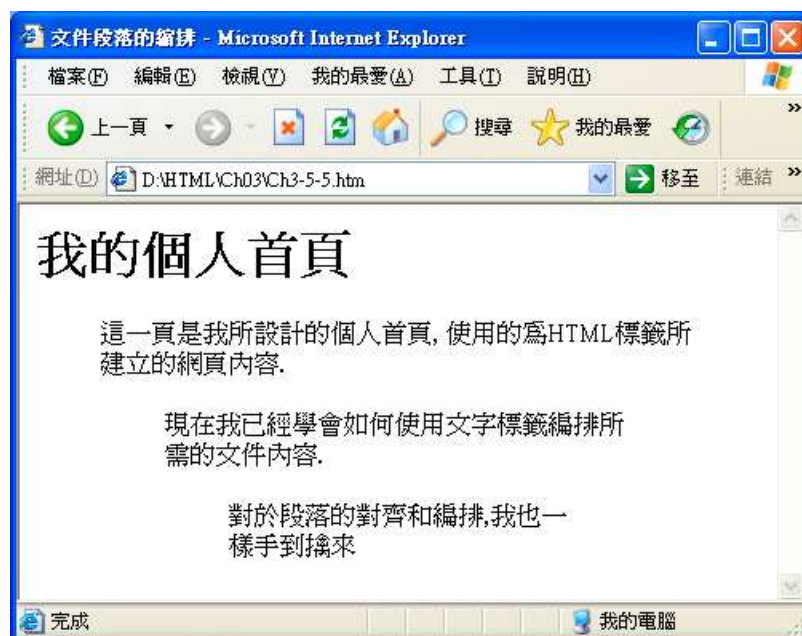 文件段落的編排 - Microsoft Internet Explorer
檔案(F) 編輯(E) 檢視(V) 我的最愛(A) 工具(T) 說明(H)
上一頁 搜尋 我的最愛 »
網址(D) D:\HTML\Ch03\Ch3-5-5.htm 移至 連結 »
我的個人首頁
這一頁是我所設計的個人首頁, 使用的為HTML標籤所
建立的網頁內容.
現在我已經學會如何使用文字標籤編排所
需的文件內容.
對於段落的對齊和編排,我也一
樣手到擒來
完成 我的電腦